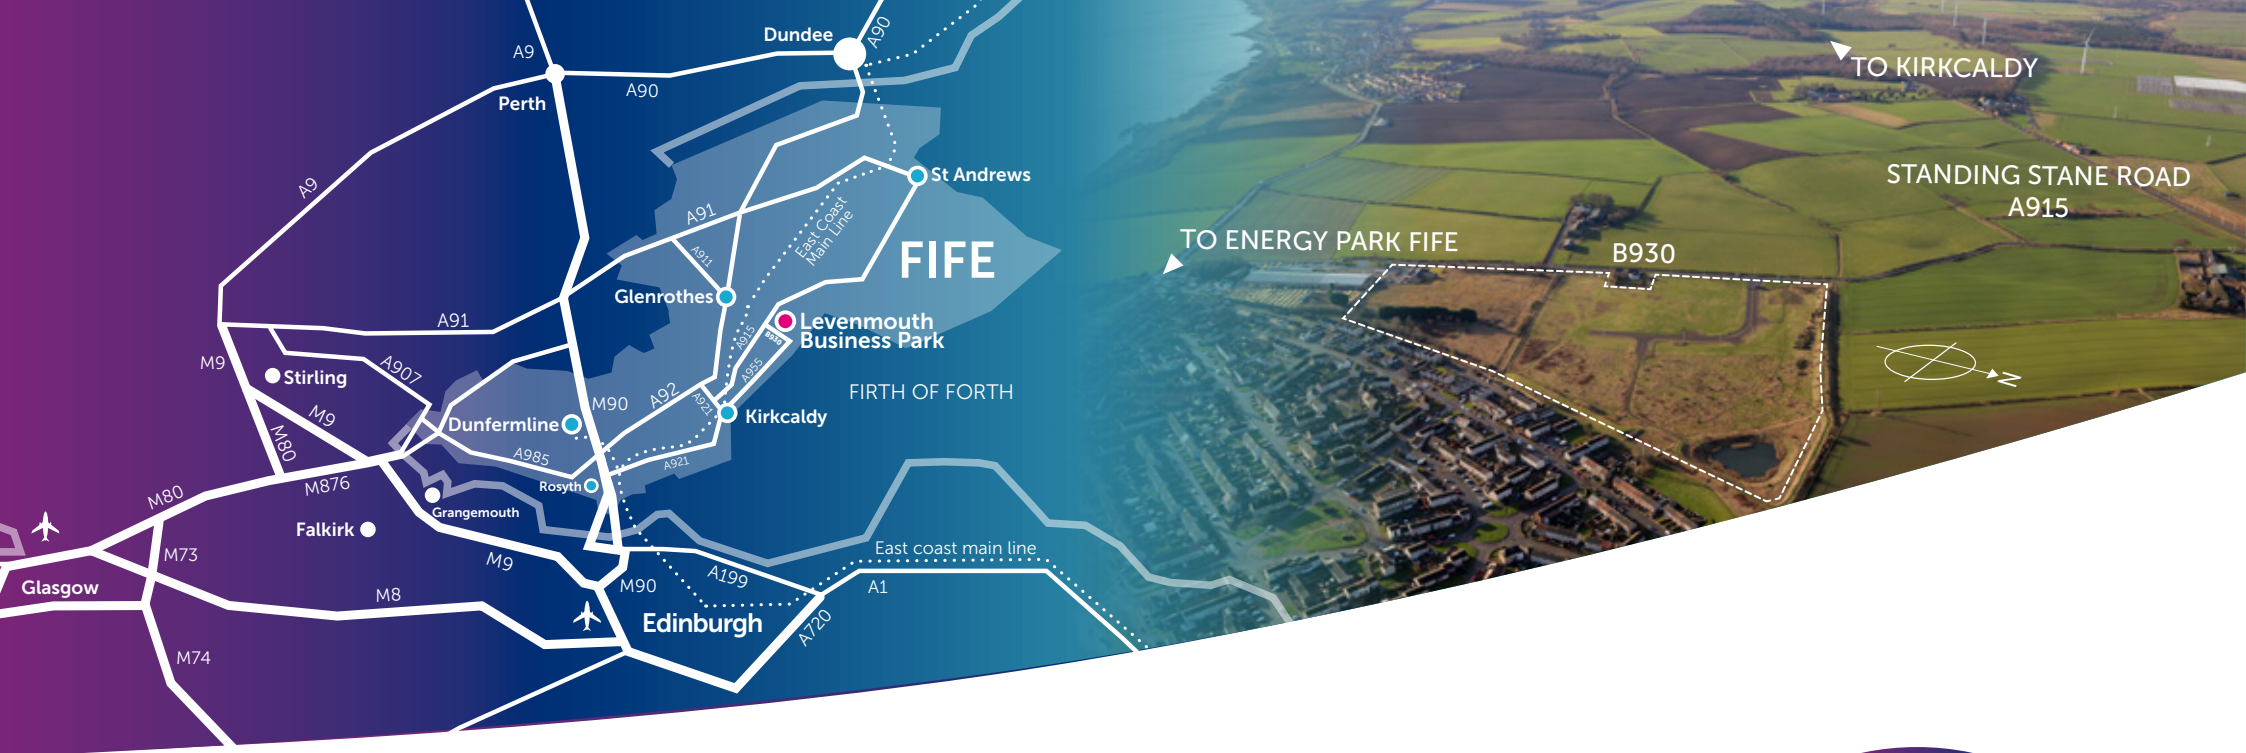 Dundee
A90
A9
Perth
A90
A9
St Andrews
A91
East Coast
Main Line
A911
FIFE
Glenrothes
A91
Levenmouth
Business Park
A915
B930
A955
M9
Stirling
A907
A92
FIRTH OF FORTH
M90
A921
Kirkcaldy
M9
Dunfermline
M80
A985
A921
M876
Rosyth
M80
Grangemouth
Falkirk
M73
M9
East coast main line
Glasgow
M8
M90
A199
A1
Edinburgh
A720
M74
TO KIRKCALDY
STANDING STANE ROAD
A915
TO ENERGY PARK FIFE
B930
N